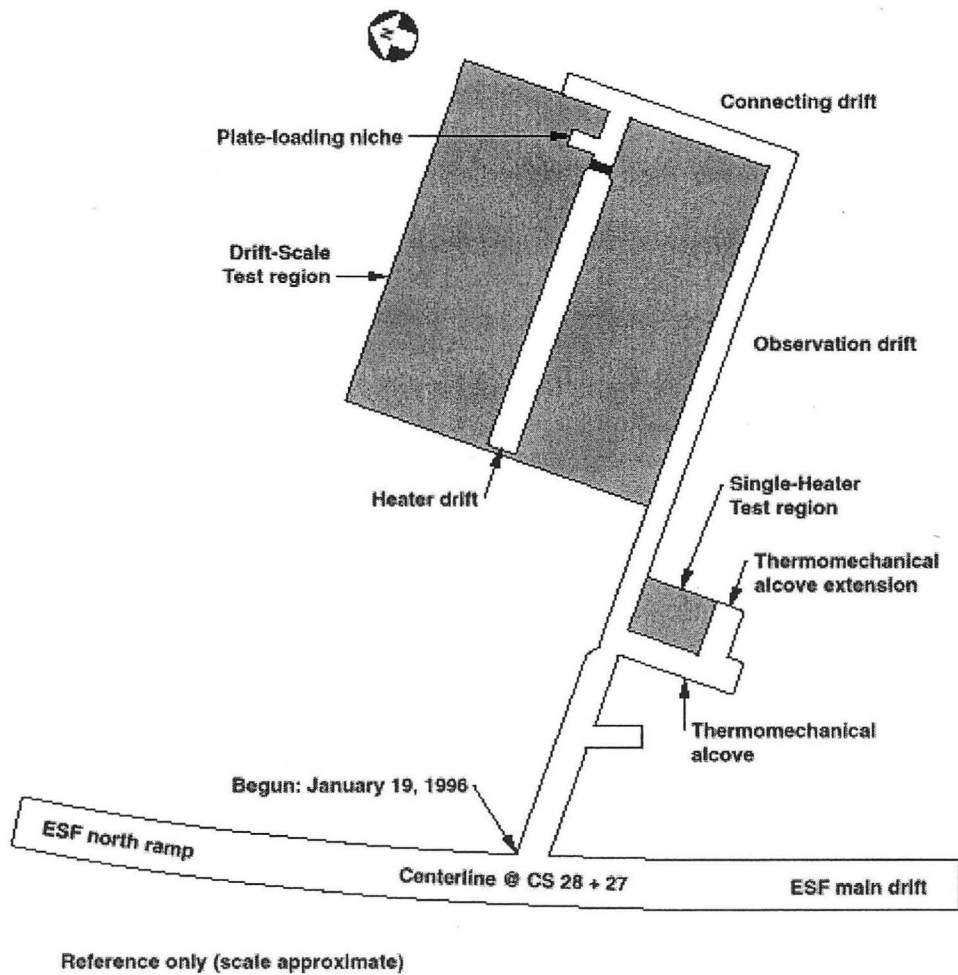 N
Connecting drift
Plate-loading niche
Drift-Scale
Test region
Observation drift
Heater drift
Single-Heater
Test region
Thermomechanical
alcove extension
Thermomechanical
alcove
Begun: January 19, 1996
ESF north ramp
Centerline @ CS 28 + 27
ESF main drift
Reference only (scale approximate)